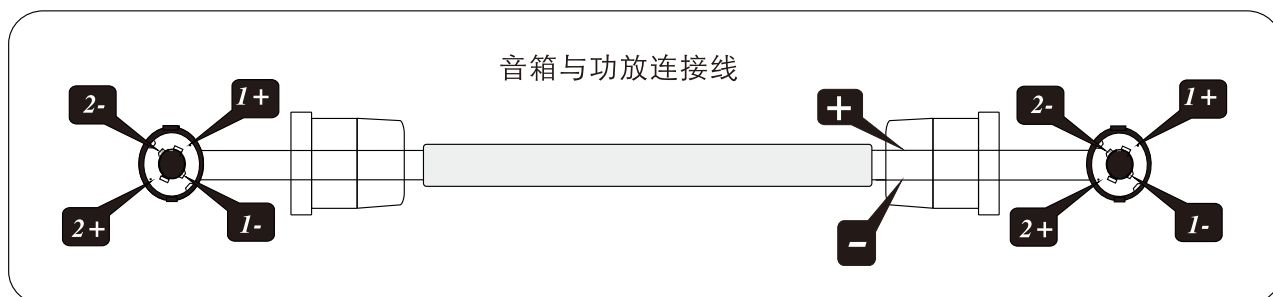 音箱与功放连接线
2- 1+ + 2- 1+
2+ 1- - 2+ 1-